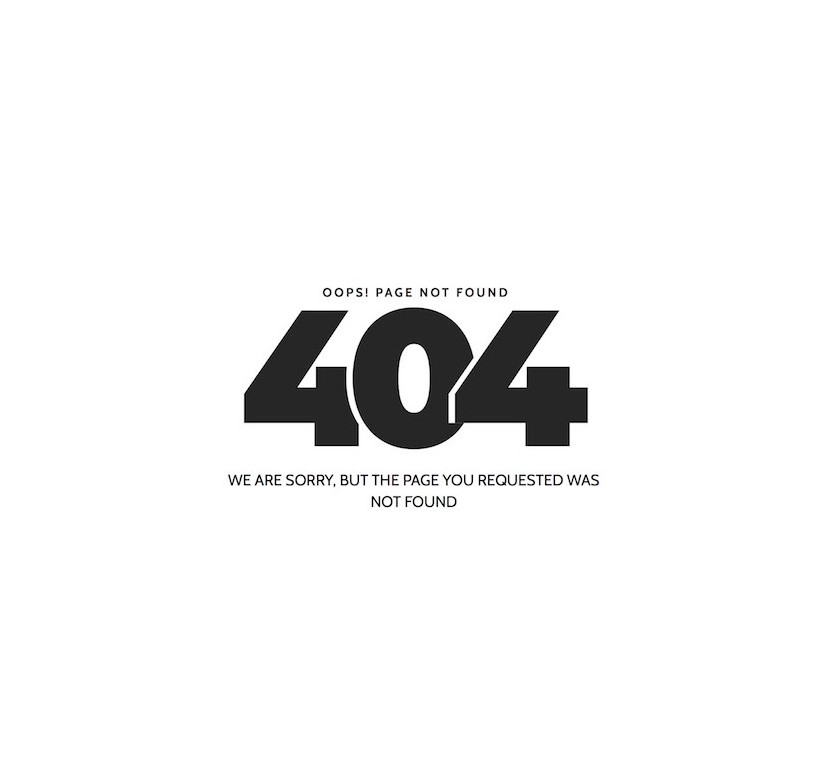 OOPS! PAGE NOT FOUND
404
WE ARE SORRY, BUT THE PAGE YOU REQUESTED WAS
NOT FOUND